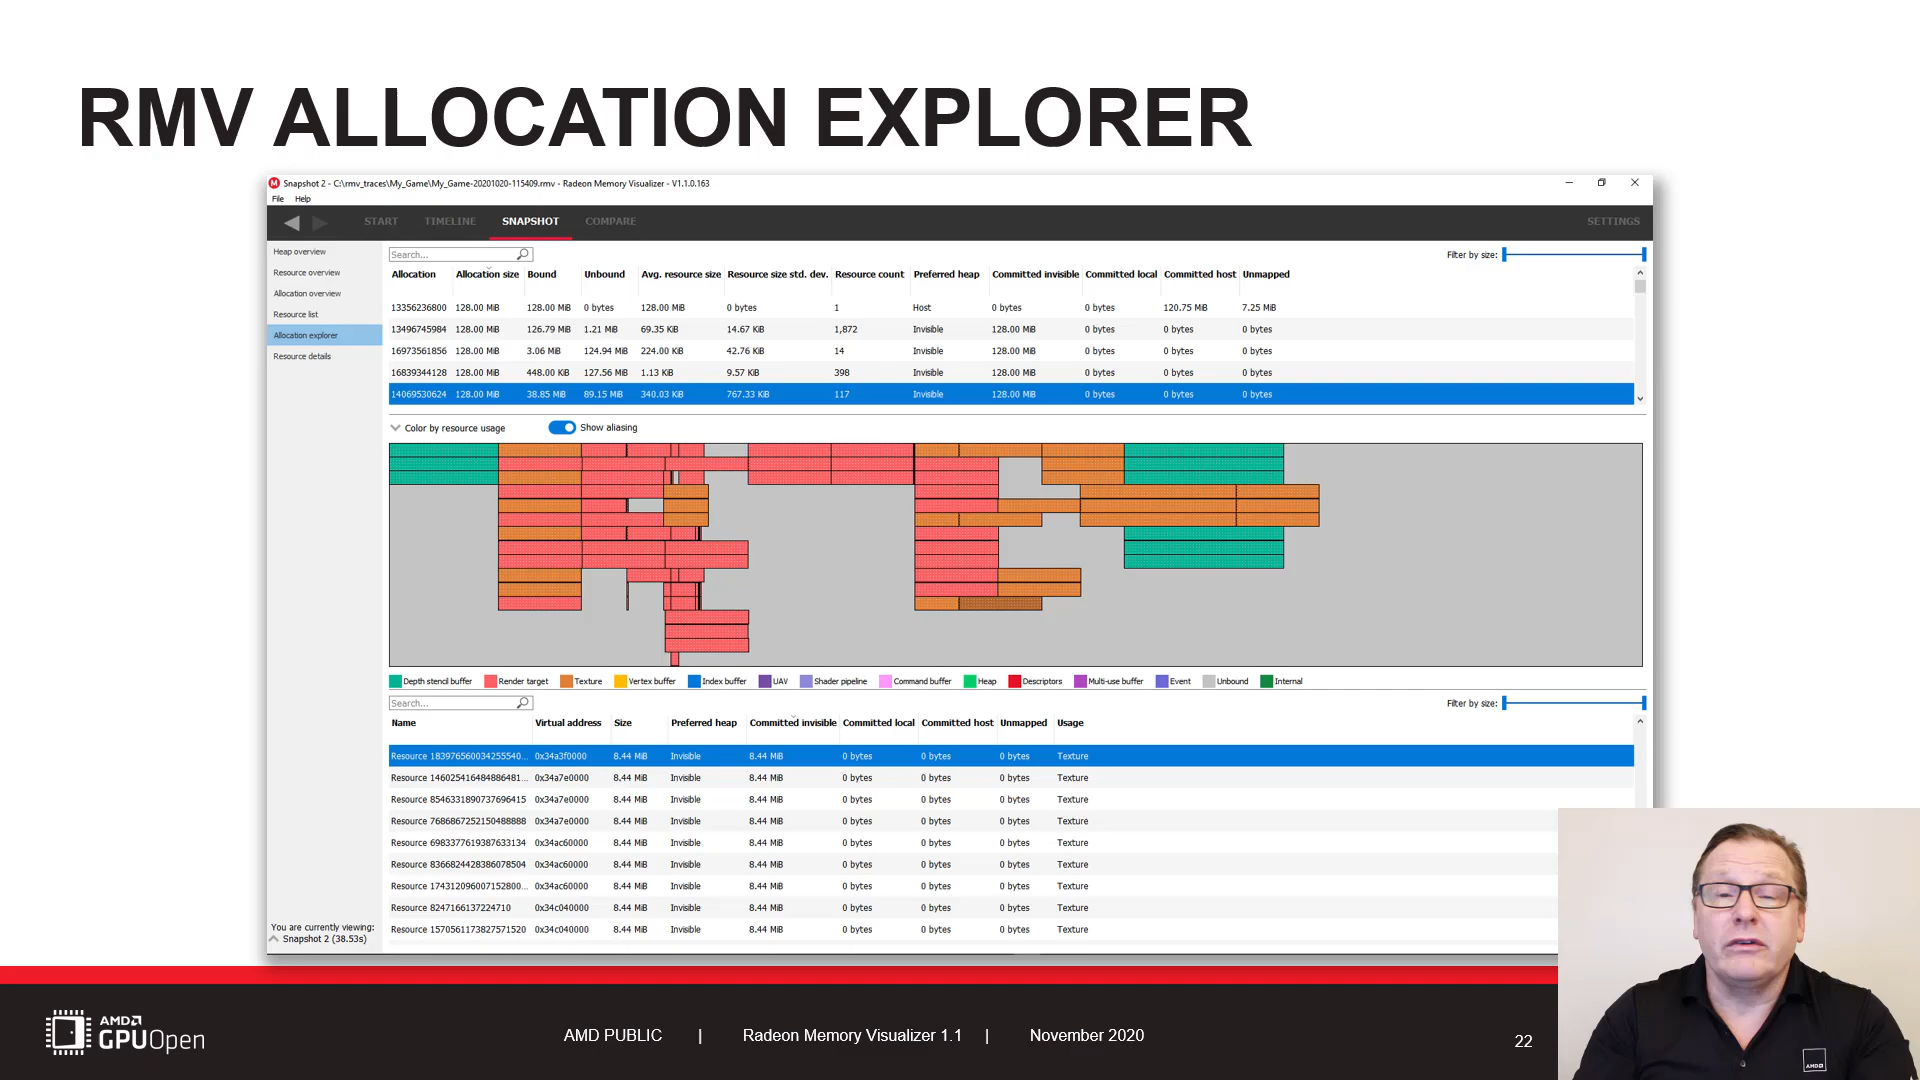 RMV ALLOCATION EXPLORER
Snapshot 2 - C:\rmv_traces\My_Game\My_Game-20201020-115409.rmv - Radeon Memory Visualizer - V1.1.0.163
File Help
START TIMELINE SNAPSHOT COMPARE SETTINGS
Heap overview
Resource overview
Allocation overview
Resource list
Allocation explorer
Resource details
Search... Filter by size:
Allocation Allocation size Bound Unbound Avg. resource size Resource size std. dev. Resource count Preferred heap Committed invisible Committed local Committed host Unmapped
13356236800 128.00 MiB 128.00 MiB 0 bytes 128.00 MiB 0 bytes 1 Host 0 bytes 0 bytes 120.75 MiB 7.25 MiB
13496745984 128.00 MiB 126.79 MiB 1.21 MiB 69.35 KiB 14.67 KiB 1,872 Invisible 128.00 MiB 0 bytes 0 bytes 0 bytes
16973561856 128.00 MiB 3.06 MiB 124.94 MiB 224.00 KiB 42.76 KiB 14 Invisible 128.00 MiB 0 bytes 0 bytes 0 bytes
16839344128 128.00 MiB 448.00 KiB 127.56 MiB 1.13 KiB 9.57 KiB 398 Invisible 128.00 MiB 0 bytes 0 bytes 0 bytes
14069530624 128.00 MiB 38.85 MiB 89.15 MiB 340.03 KiB 767.33 KiB 117 Invisible 128.00 MiB 0 bytes 0 bytes 0 bytes
Color by resource usage Show aliasing
Depth stencil buffer Render target Texture Vertex buffer Index buffer UAV Shader pipeline Command buffer Heap Descriptors Multi-use buffer Event Unbound Internal
Search... Filter by size:
Name Virtual address Size Preferred heap Committed invisible Committed local Committed host Unmapped Usage
Resource 183976560034255540... 0x34a3f0000 8.44 MiB Invisible 8.44 MiB 0 bytes 0 bytes 0 bytes Texture
Resource 146025416484886481... 0x34a7e0000 8.44 MiB Invisible 8.44 MiB 0 bytes 0 bytes 0 bytes Texture
Resource 8546331890737696415 0x34a7e0000 8.44 MiB Invisible 8.44 MiB 0 bytes 0 bytes 0 bytes Texture
Resource 7686867252150488888 0x34a7e0000 8.44 MiB Invisible 8.44 MiB 0 bytes 0 bytes 0 bytes Texture
Resource 6983377619387633134 0x34ac60000 8.44 MiB Invisible 8.44 MiB 0 bytes 0 bytes 0 bytes Texture
Resource 8366824428386078504 0x34ac60000 8.44 MiB Invisible 8.44 MiB 0 bytes 0 bytes 0 bytes Texture
Resource 174312096007152800... 0x34ac60000 8.44 MiB Invisible 8.44 MiB 0 bytes 0 bytes 0 bytes Texture
Resource 8247166137224710 0x34c040000 8.44 MiB Invisible 8.44 MiB 0 bytes 0 bytes 0 bytes Texture
Resource 1570561173827571520 0x34c040000 8.44 MiB Invisible 8.44 MiB 0 bytes 0 bytes 0 bytes Texture
You are currently viewing:
Snapshot 2 (38.53s)
AMD
GPUOpen
AMD PUBLIC | Radeon Memory Visualizer 1.1 | November 2020
22
AMD